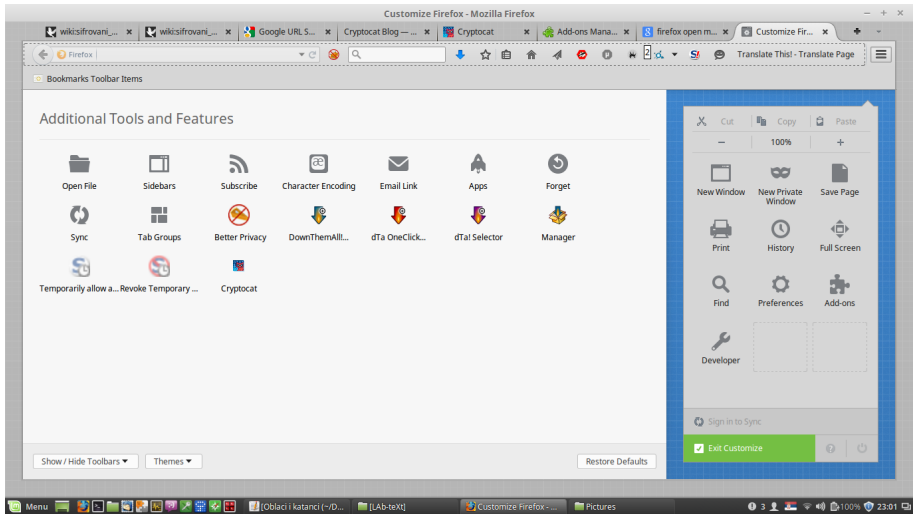 Customize Firefox - Mozilla Firefox
wiki:sifrovani_...
wiki:sifrovani_...
Google URL S...
Cryptocat Blog — ...
Cryptocat
Add-ons Mana...
firefox open m...
Customize Fir...
Firefox
2
Translate This! - Translate Page
Bookmarks Toolbar Items
Additional Tools and Features
Open File
Sidebars
Subscribe
Character Encoding
Email Link
Apps
Forget
Sync
Tab Groups
Better Privacy
DownThemAll!...
dTa OneClick...
dTa! Selector
Manager
Temporarily allow a...
Revoke Temporary ...
Cryptocat
Cut
Copy
Paste
− 100% +
New Window
New Private Window
Save Page
Print
History
Full Screen
Find
Preferences
Add-ons
Developer
Sign in to Sync
Exit Customize
Show / Hide Toolbars
Themes
Restore Defaults
Menu
[Oblaci i katanci (~/D...
[LAb-teXt]
Customize Firefox - ...
Pictures
3
100%
23:01